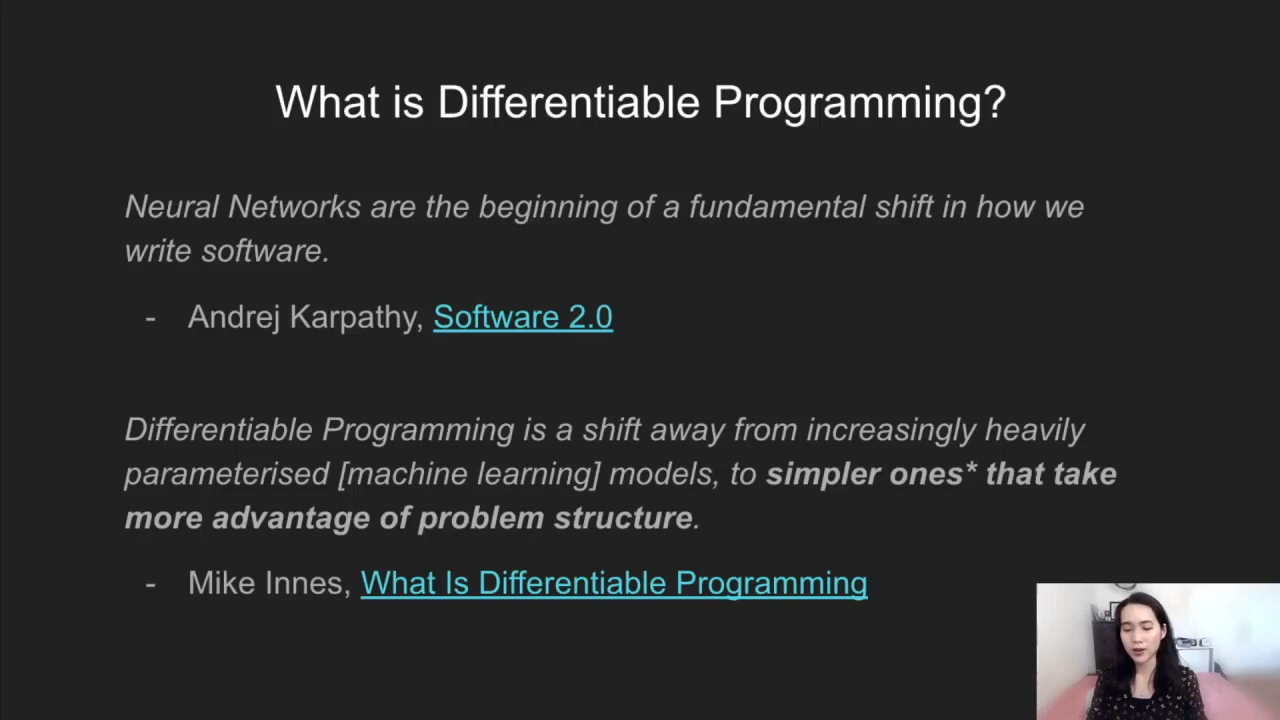 What is Differentiable Programming?
Neural Networks are the beginning of a fundamental shift in how we
write software.
- Andrej Karpathy, Software 2.0
Differentiable Programming is a shift away from increasingly heavily
parameterised [machine learning] models, to simpler ones* that take
more advantage of problem structure.
- Mike Innes, What Is Differentiable Programming